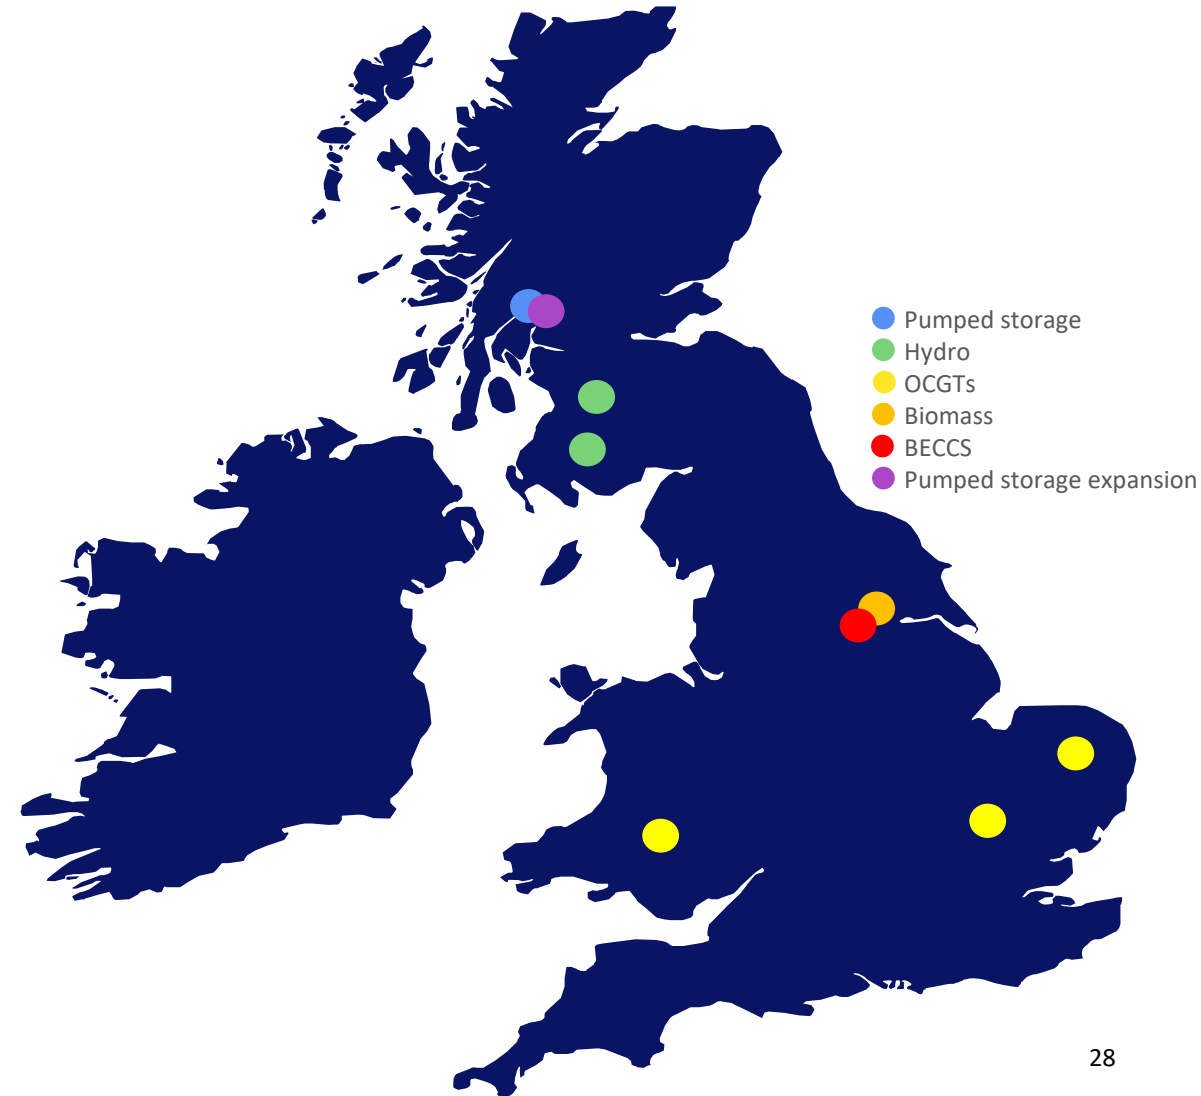 Pumped storage
Hydro
OCGTs
Biomass
BECCS
Pumped storage expansion
28